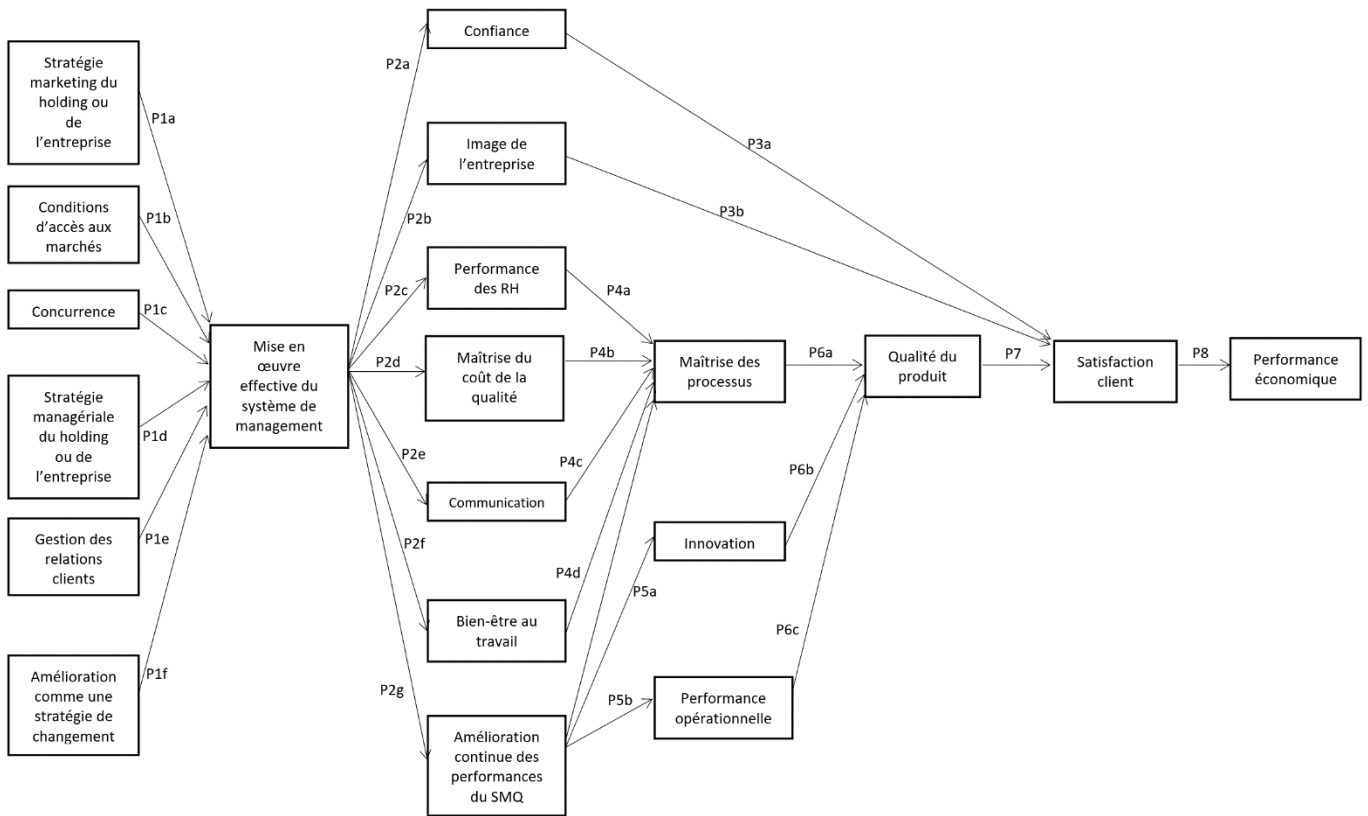 Stratégie
marketing du
holding ou
de
l’entreprise
P1a
Conditions
d’accès aux
marchés
P1b
Concurrence
P1c
Stratégie
managériale
du holding
ou de
l’entreprise
P1d
Gestion des
relations
clients
P1e
Amélioration
comme une
stratégie de
changement
P1f
Mise en
œuvre
effective du
système de
management
P2a
P2b
P2c
P2d
P2e
P2f
P2g
Confiance
Image de
l’entreprise
Performance
des RH
Maîtrise du
coût de la
qualité
Communication
Bien-être au
travail
Amélioration
continue des
performances
du SMQ
P3a
P3b
P4a
P4b
P4c
P4d
P5a
P5b
Maîtrise des
processus
Innovation
Performance
opérationnelle
P6a
P6b
P6c
Qualité du
produit
P7
Satisfaction
client
P8
Performance
économique